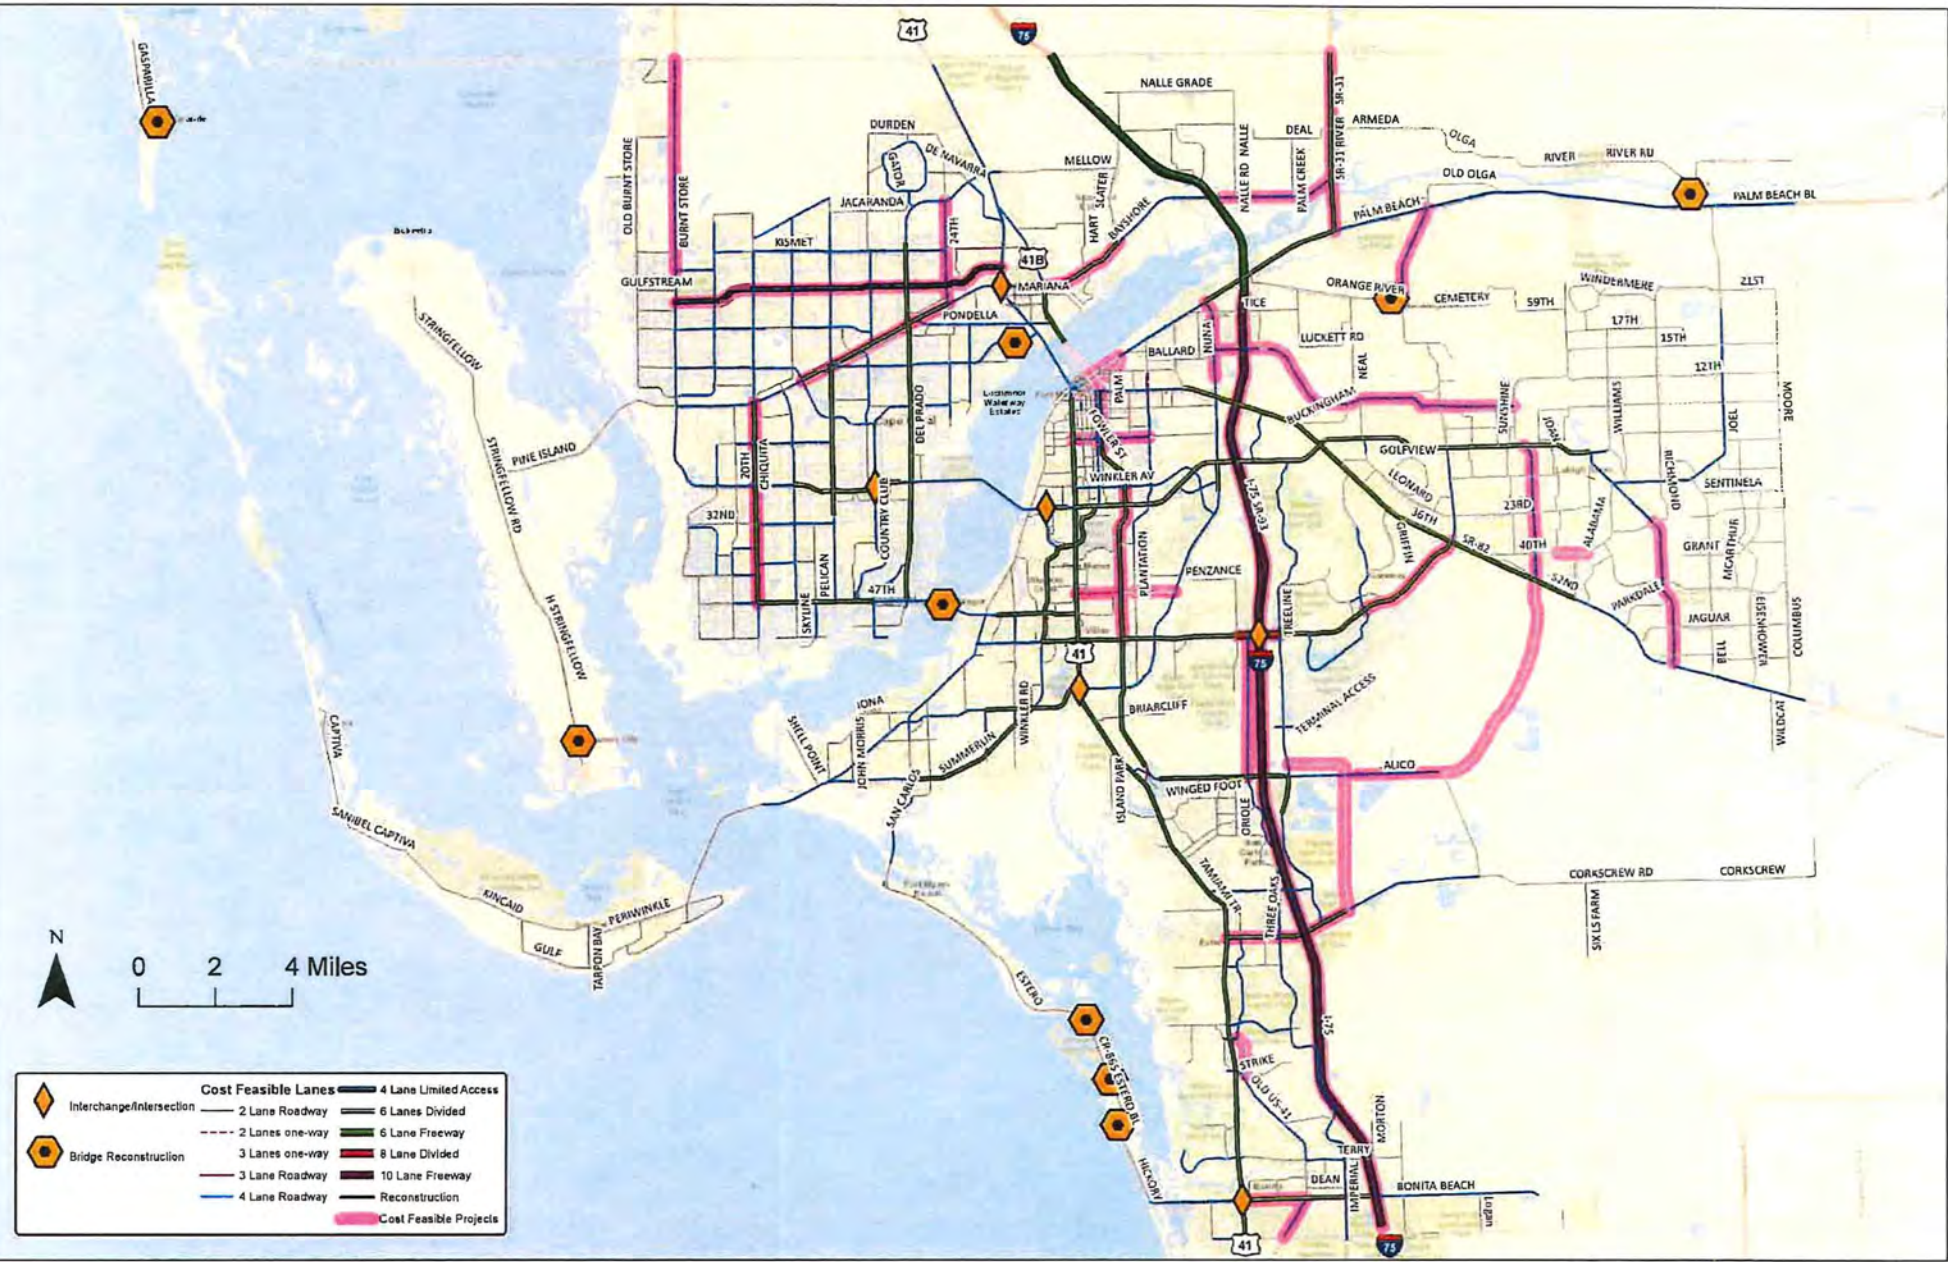 41
75
GASPARILLA
NALLE GRADE
SR-31
DURDEN
DE NAVARRA
GATOR
MELLOW
NALLE
DEAL
ARMEDA
OLGA
RIVER
RIVER RD
SR-31 RIVER
OLD BURNT STORE
BURNT STORE
JACARANDA
24TH
SLATER
HART
BAYSHORE
NALLE RD
PALM CREEK
OLD OLGA
PALM BEACH
PALM BEACH BL
Bokeelia
KISMET
41B
GULFSTREAM
MARIANA
ORANGE RIVER
CEMETERY
59TH
WINDERMERE
21ST
TICE
STRINGFELLOW
PONDELLA
NUNA
BALLARD
LUCKETT RD
NEAL
17TH
15TH
12TH
Lochmoor
Waterway
Estates
PALM
BUCKINGHAM
SUNSHINE
WILLIAMS
JOEL
MOORE
FOWLER ST
DEL PRADO
JOAN
STRINGFELLOW RD
PINE ISLAND
20TH
CHIQUITA
WINKLER AV
GOLFVIEW
LEONARD
RICHMOND
SENTINELA
COUNTRY CLUB
32ND
I-75 SR-93
36TH
23RD
ALABAMA
GRIFFIN
SR-82
40TH
GRANT
MCARTHUR
PLANTATION
PENZANCE
PELICAN
47TH
SKYLINE
52ND
PARKDALE
TREELINE
JAGUAR
BELL
EISENHOWER
COLUMBUS
H STRINGFELLOW
41
75
WINKLER RD
IONA
BRIARCLIFF
TERMINAL ACCESS
WILDCAT
CAPTIVA
SHELL POINT
JOHN MORRIS
SUMMERLIN
SAN CARLOS
ISLAND PARK
WINGED FOOT
ALICO
ORIOLE
SANIBEL CAPTIVA
TAMIAMI TR
THREE OAKS
CORKSCREW RD
CORKSCREW
SIX LS FARM
KINCAID
PERIWINKLE
GULF
TARPON BAY
ESTERO
I-75
CR-865 ESTERO BL
STRIKE
OLD US-41
MORTON
TERRY
HICKORY
DEAN
IMPERIAL
BONITA BEACH
Logan
41
75
N
0 2 4 Miles
Interchange/Intersection
Bridge Reconstruction
Cost Feasible Lanes
2 Lane Roadway
2 Lanes one-way
3 Lanes one-way
3 Lane Roadway
4 Lane Roadway
4 Lane Limited Access
6 Lanes Divided
6 Lane Freeway
8 Lane Divided
10 Lane Freeway
Reconstruction
Cost Feasible Projects